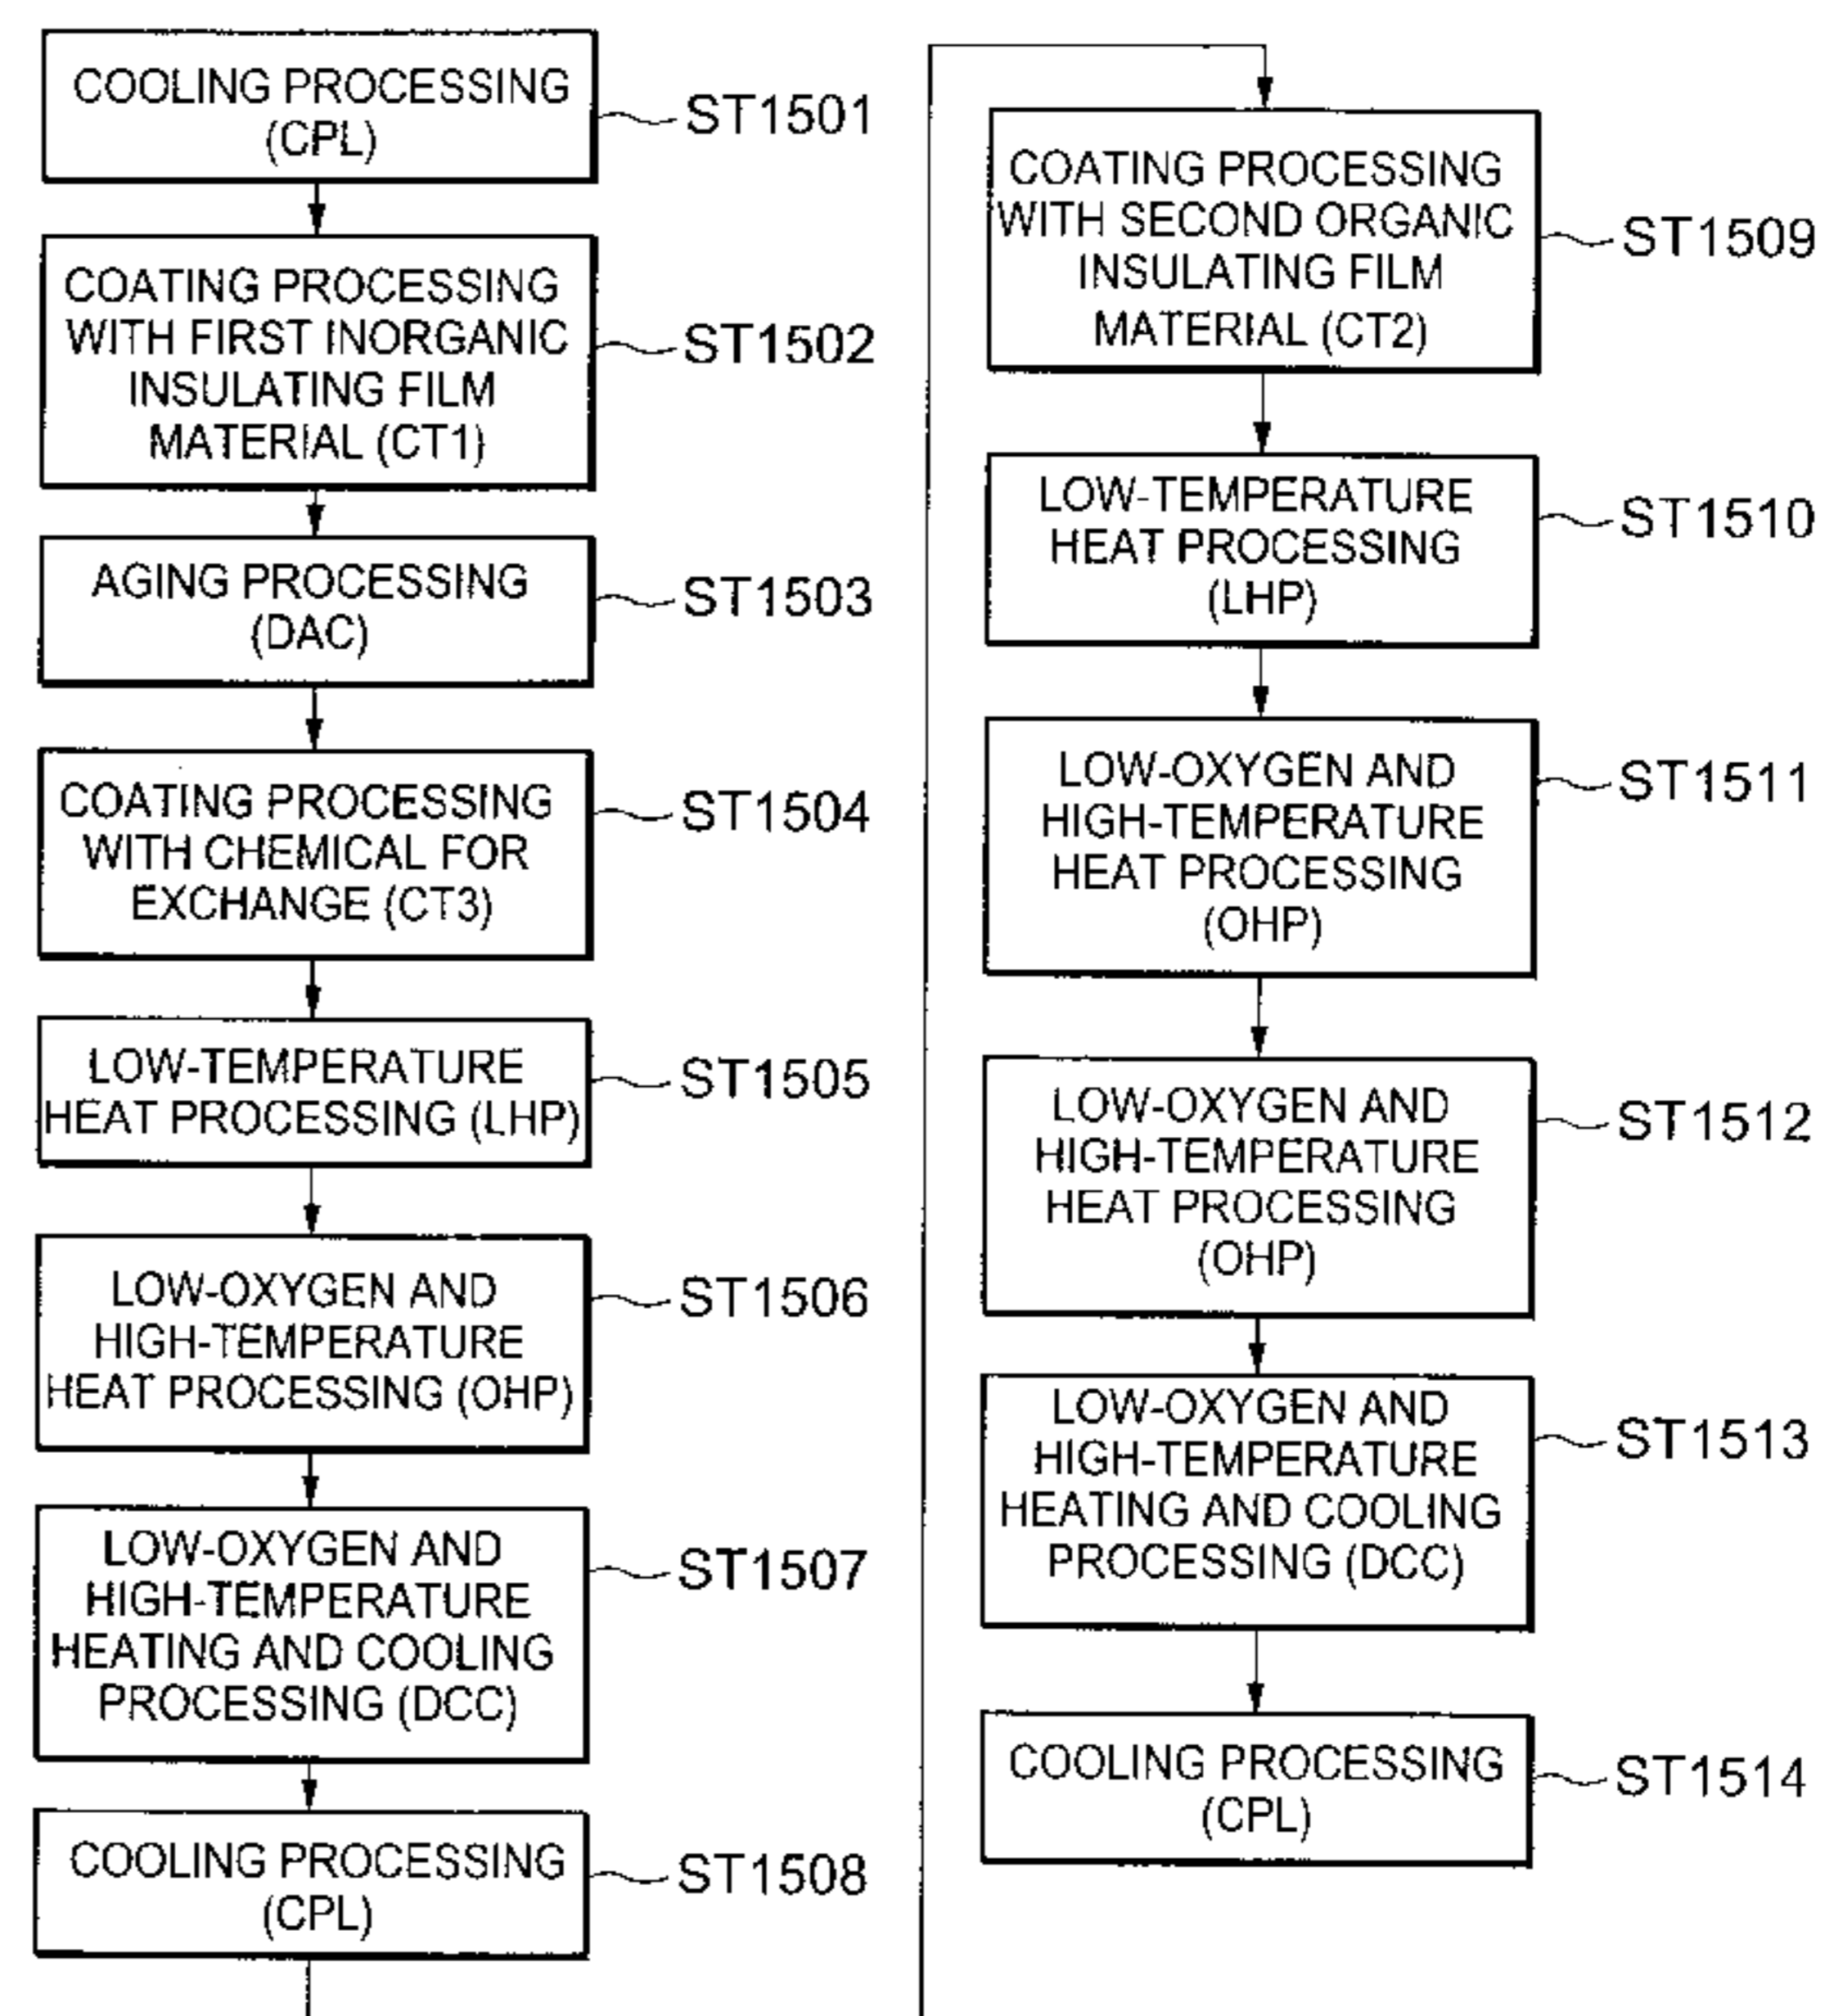 COOLING PROCESSING
(CPL)
ST1501
COATING PROCESSING
WITH FIRST INORGANIC
INSULATING FILM
MATERIAL (CT1)
ST1502
AGING PROCESSING
(DAC)
ST1503
COATING PROCESSING
WITH CHEMICAL FOR
EXCHANGE (CT3)
ST1504
LOW-TEMPERATURE
HEAT PROCESSING (LHP)
ST1505
LOW-OXYGEN AND
HIGH-TEMPERATURE
HEAT PROCESSING (OHP)
ST1506
LOW-OXYGEN AND
HIGH-TEMPERATURE
HEATING AND COOLING
PROCESSING (DCC)
ST1507
COOLING PROCESSING
(CPL)
ST1508
COATING PROCESSING
WITH SECOND ORGANIC
INSULATING FILM
MATERIAL (CT2)
ST1509
LOW-TEMPERATURE
HEAT PROCESSING
(LHP)
ST1510
LOW-OXYGEN AND
HIGH-TEMPERATURE
HEAT PROCESSING
(OHP)
ST1511
LOW-OXYGEN AND
HIGH-TEMPERATURE
HEAT PROCESSING
(OHP)
ST1512
LOW-OXYGEN AND
HIGH-TEMPERATURE
HEATING AND COOLING
PROCESSING (DCC)
ST1513
COOLING PROCESSING
(CPL)
ST1514